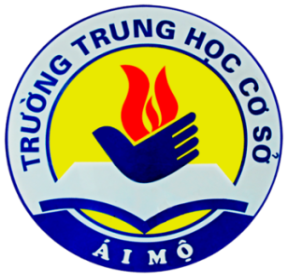 TRƯỜNG TRUNG HỌC CƠ SỞ
ÁI MỘ